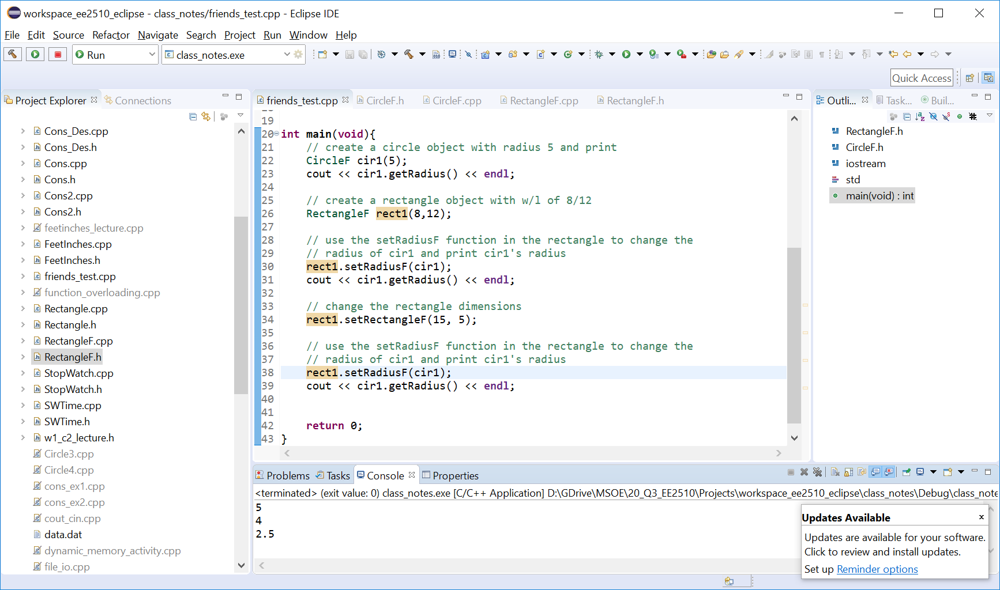 workspace_ee2510_eclipse - class_notes/friends_test.cpp - Eclipse IDE
File Edit Source Refactor Navigate Search Project Run Window Help
Run class_notes.exe
Quick Access
Project Explorer Connections
Cons_Des.cpp
Cons_Des.h
Cons.cpp
Cons.h
Cons2.cpp
Cons2.h
feetinches_lecture.cpp
FeetInches.cpp
FeetInches.h
friends_test.cpp
function_overloading.cpp
Rectangle.cpp
Rectangle.h
RectangleF.cpp
RectangleF.h
StopWatch.cpp
StopWatch.h
SWTime.cpp
SWTime.h
w1_c2_lecture.h
Circle3.cpp
Circle4.cpp
cons_ex1.cpp
cons_ex2.cpp
cout_cin.cpp
data.dat
dynamic_memory_activity.cpp
file_io.cpp
friends_test.cpp CircleF.h CircleF.cpp RectangleF.cpp RectangleF.h
19
20 int main(void){
21 // create a circle object with radius 5 and print
22 CircleF cir1(5);
23 cout << cir1.getRadius() << endl;
24
25 // create a rectangle object with w/l of 8/12
26 RectangleF rect1(8,12);
27
28 // use the setRadiusF function in the rectangle to change the
29 // radius of cir1 and print cir1's radius
30 rect1.setRadiusF(cir1);
31 cout << cir1.getRadius() << endl;
32
33 // change the rectangle dimensions
34 rect1.setRectangleF(15, 5);
35
36 // use the setRadiusF function in the rectangle to change the
37 // radius of cir1 and print cir1's radius
38 rect1.setRadiusF(cir1);
39 cout << cir1.getRadius() << endl;
40
41
42 return 0;
43 }
Outli... Task... Buil...
RectangleF.h
CircleF.h
iostream
std
main(void) : int
Problems Tasks Console Properties
<terminated> (exit value: 0) class_notes.exe [C/C++ Application] D:\GDrive\MSOE\20_Q3_EE2510\Projects\workspace_ee2510_eclipse\class_notes\Debug\class_note
5
4
2.5
Updates Available x
Updates are available for your software.
Click to review and install updates.
Set up Reminder options